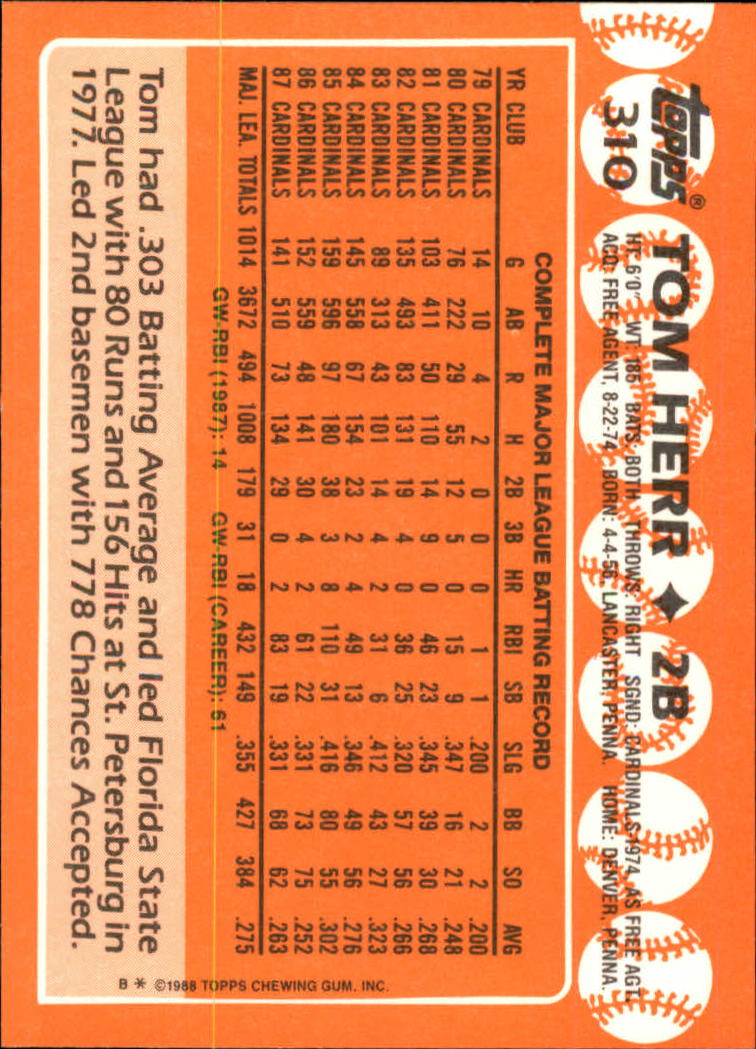 topps® TOM HERR ♦ 2B
310 HT: 6'0" WT: 185 BATS: BOTH THROWS: RIGHT SGND: CARDINALS-1974, AS FREE AGT.
ACQ: FREE AGENT, 8-22-74 BORN: 4-4-56, LANCASTER, PENNA. HOME: DENVER, PENNA.
COMPLETE MAJOR LEAGUE BATTING RECORD
YR CLUB G AB R H 2B 3B HR RBI SB SLG BB SO AVG
79 CARDINALS 14 10 4 2 0 0 0 1 1 .200 2 2 .200
80 CARDINALS 76 222 29 55 12 5 0 15 9 .347 16 21 .248
81 CARDINALS 103 411 50 110 14 9 0 46 23 .345 39 30 .268
82 CARDINALS 135 493 83 131 19 4 0 36 25 .320 57 56 .266
83 CARDINALS 89 313 43 101 14 4 2 31 6 .412 43 27 .323
84 CARDINALS 145 558 67 154 23 2 4 49 13 .346 49 56 .276
85 CARDINALS 159 596 97 180 38 3 8 110 31 .416 80 55 .302
86 CARDINALS 152 559 48 141 30 4 2 61 22 .331 73 75 .252
87 CARDINALS 141 510 73 134 29 0 2 83 19 .331 68 62 .263
MAJ. LEA. TOTALS 1014 3672 494 1008 179 31 18 432 149 .355 427 384 .275
GW-RBI (1987): 14 GW-RBI (CAREER): 61
B * ©1988 TOPPS CHEWING GUM, INC.
Tom had .303 Batting Average and led Florida State
League with 80 Runs and 156 Hits at St. Petersburg in
1977. Led 2nd basemen with 778 Chances Accepted.